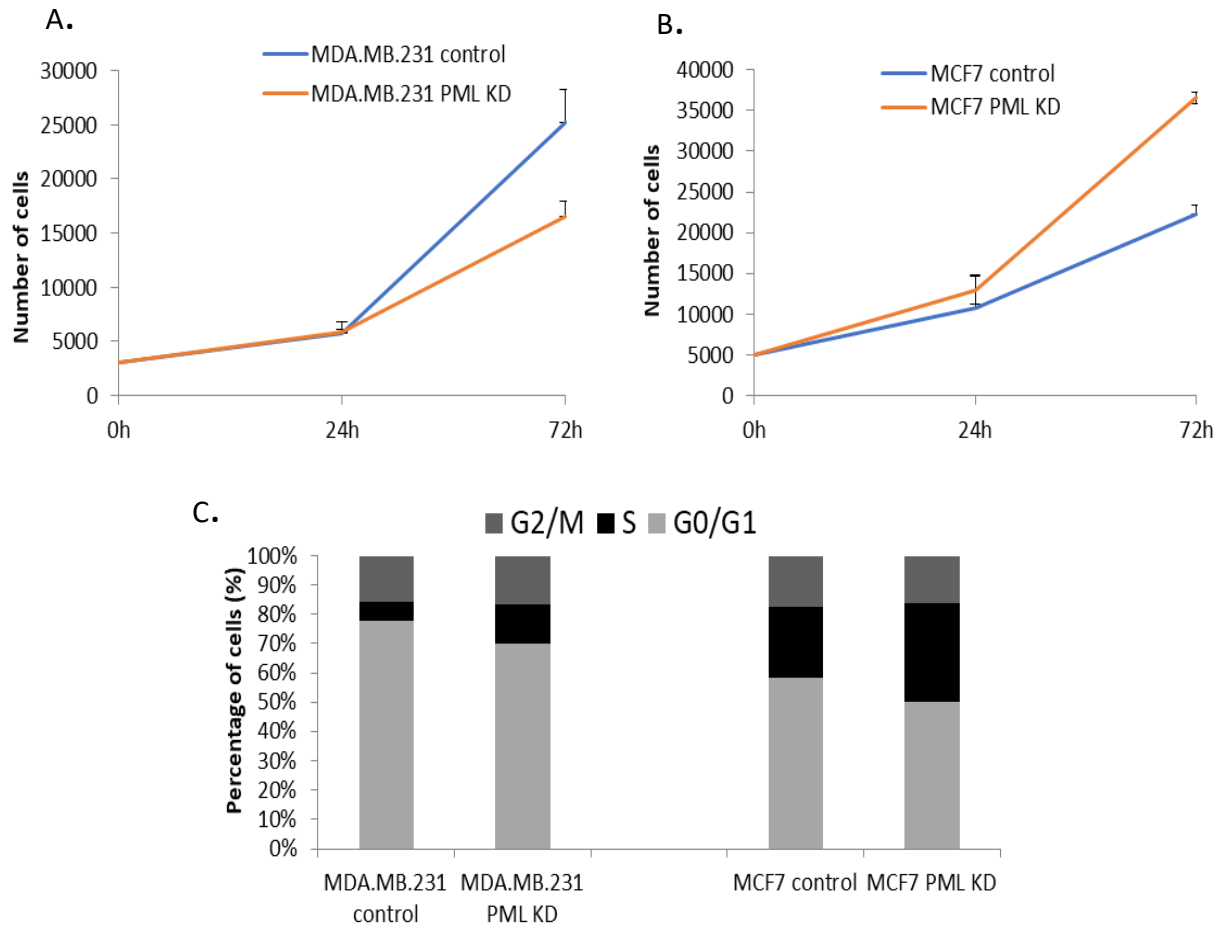 A.
MDA.MB.231 control
MDA.MB.231 PML KD
Number of cells
30000
25000
20000
15000
10000
5000
0
0h 24h 72h
B.
MCF7 control
MCF7 PML KD
Number of cells
40000
35000
30000
25000
20000
15000
10000
5000
0
0h 24h 72h
C.
G2/M S G0/G1
Percentage of cells (%)
100%
90%
80%
70%
60%
50%
40%
30%
20%
10%
0%
MDA.MB.231
control
MDA.MB.231
PML KD
MCF7 control
MCF7 PML KD